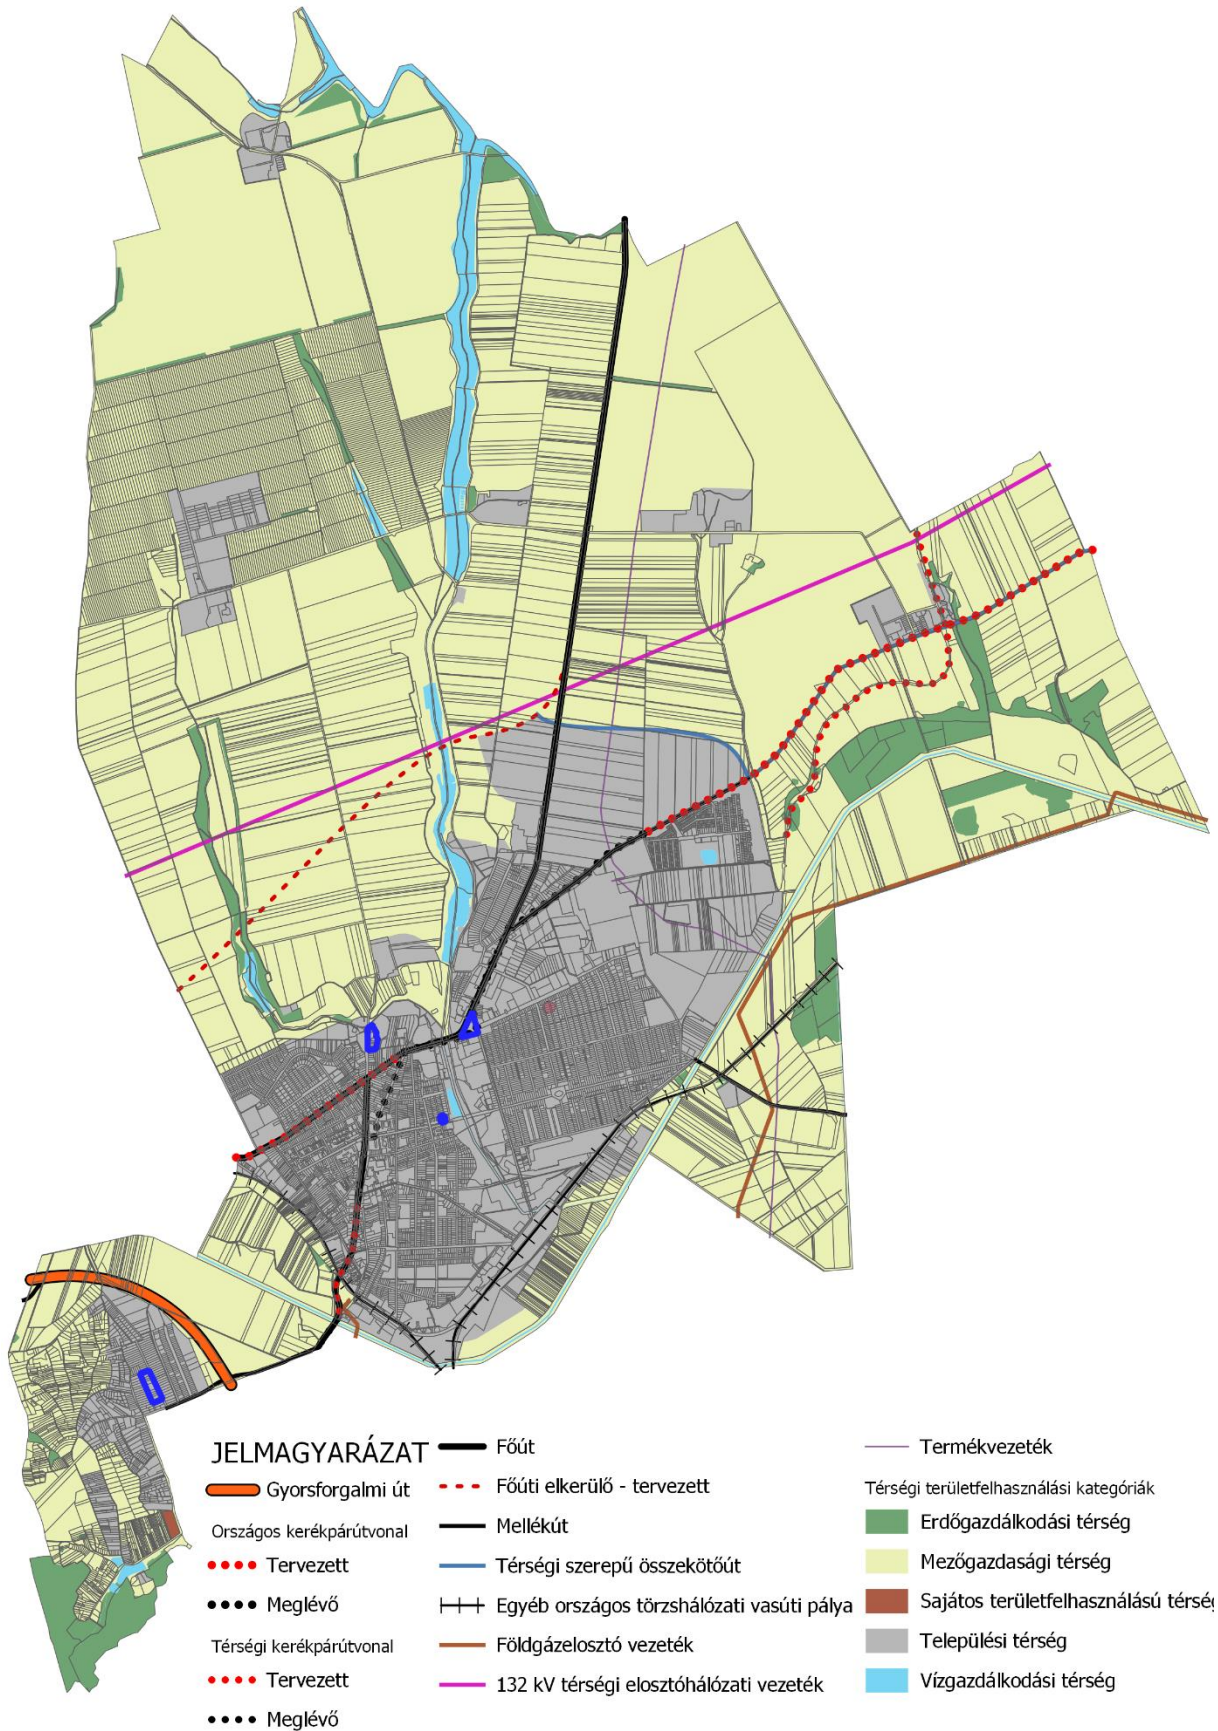 JELMAGYARÁZAT
Gyorsforgalmi út
Országos kerékpárútvonal
Tervezett
Meglévő
Térségi kerékpárútvonal
Tervezett
Meglévő
Főút
Főúti elkerülő - tervezett
Mellékút
Térségi szerepű összekötőút
Egyéb országos törzshálózati vasúti pálya
Földgázelosztó vezeték
132 kV térségi elosztóhálózati vezeték
Termékvezeték
Térségi területfelhasználási kategóriák
Erdőgazdálkodási térség
Mezőgazdasági térség
Sajátos területfelhasználású térség
Települési térség
Vízgazdálkodási térség